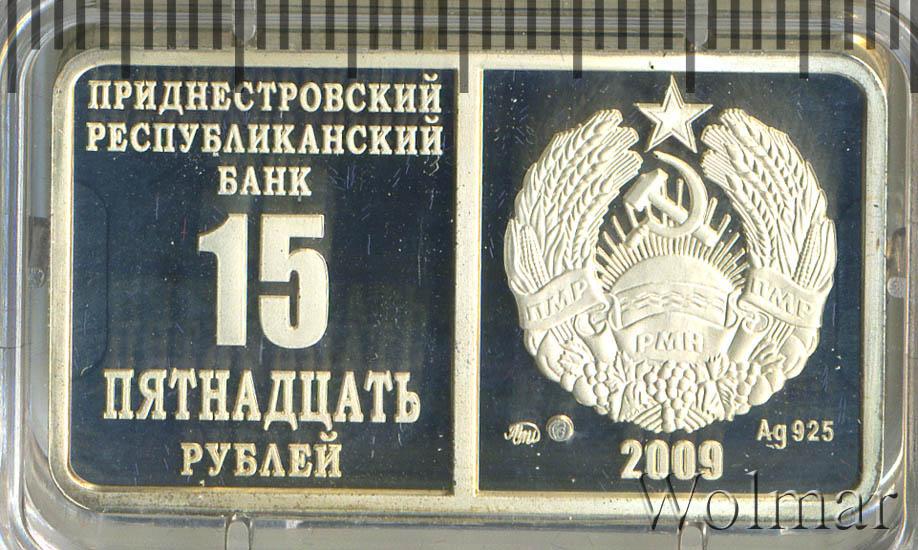 ПРИДНЕСТРОВСКИЙ
РЕСПУБЛИКАНСКИЙ
БАНК
15
ПЯТНАДЦАТЬ
РУБЛЕЙ
ПМР
РМН
ПМР
Ag 925
2009
Wolmar